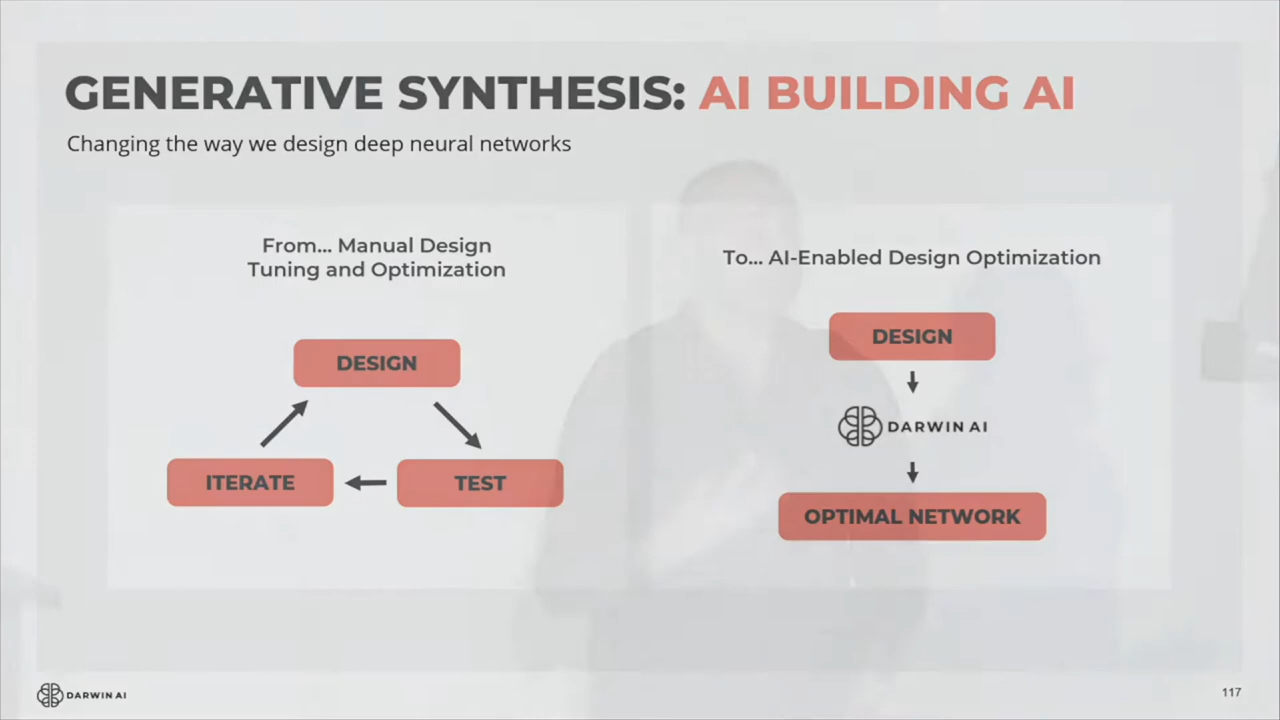 GENERATIVE SYNTHESIS: AI BUILDING AI
Changing the way we design deep neural networks
From... Manual Design
Tuning and Optimization
DESIGN
ITERATE
TEST
To... AI-Enabled Design Optimization
DESIGN
DARWIN AI
OPTIMAL NETWORK
DARWIN AI
117